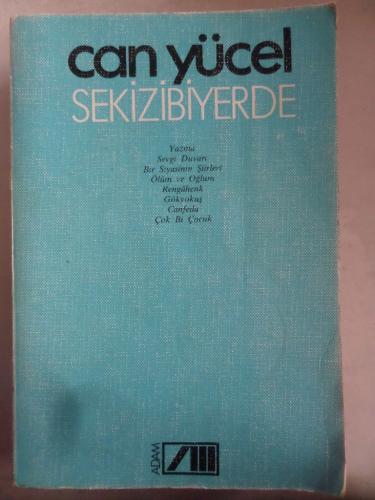 can yücel
SEKİZİBİYERDE
Yazma
Sevgi Duvarı
Bir Siyasinin Şiirleri
Ölüm ve Oğlum
Rengâhenk
Gökyokuş
Canfeda
Çok Bi Çocuk
ADAM